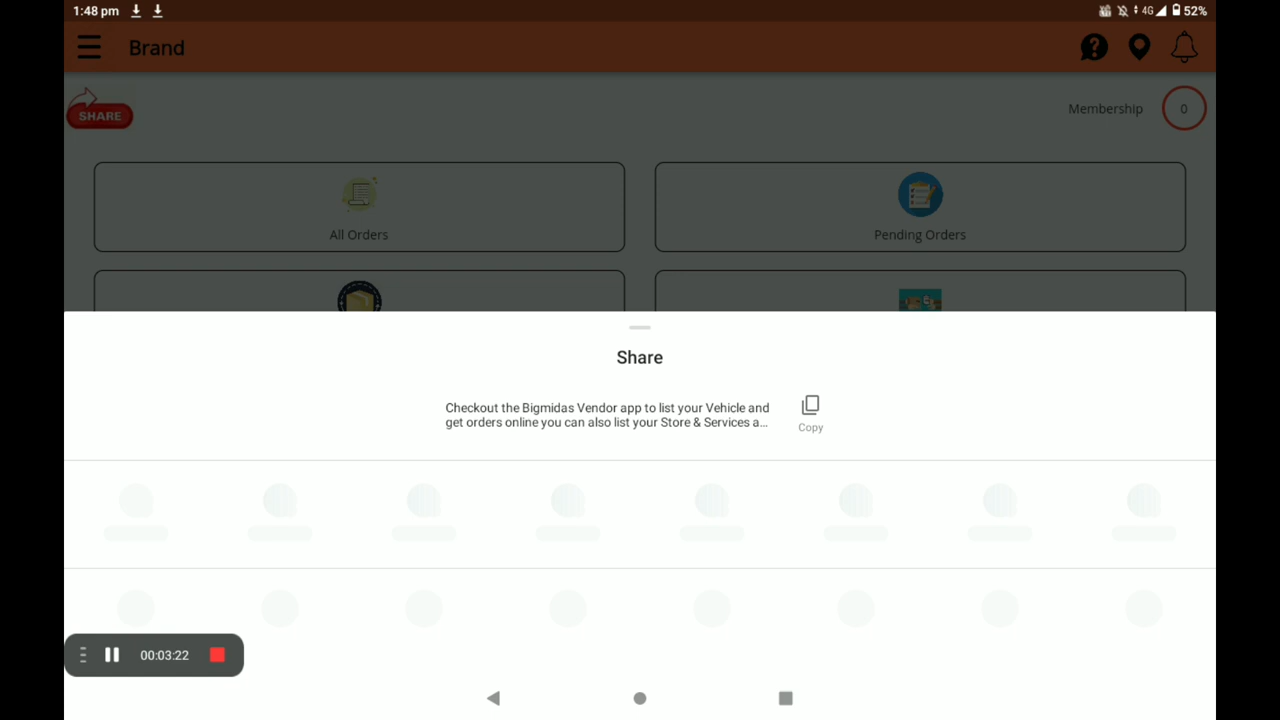 1:48 pm
4G 52%
Brand
SHARE
Membership
0
All Orders
Pending Orders
Share
Checkout the Bigmidas Vendor app to list your Vehicle and
get orders online you can also list your Store & Services a...
Copy
00:03:22